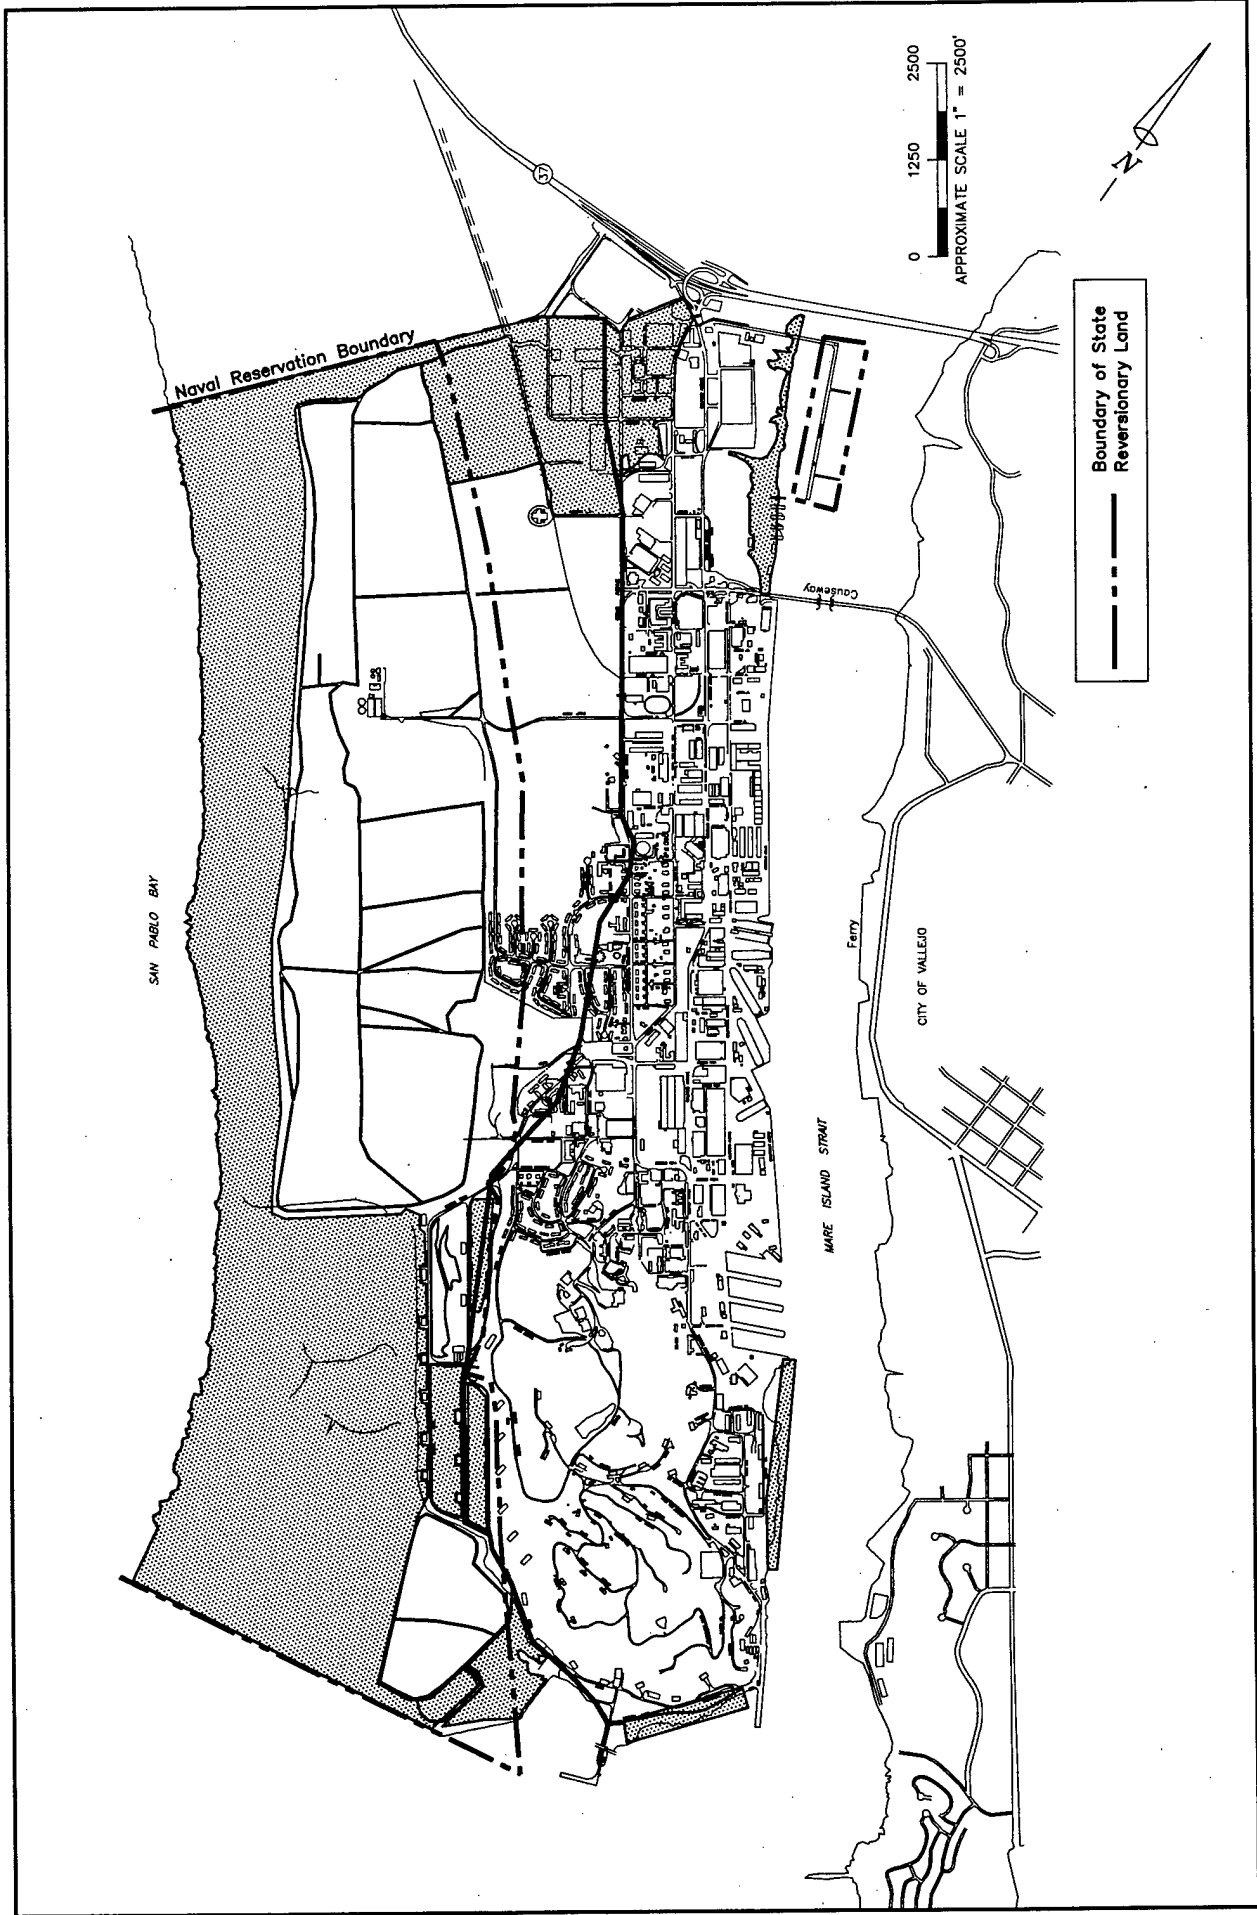 Naval Reservation Boundary
37
0 1250 2500
APPROXIMATE SCALE 1" = 2500'
N
Boundary of State
Reversionary Land
Causeway
SAN PABLO BAY
Ferry
CITY OF VALLEJO
MARE ISLAND STRAIT